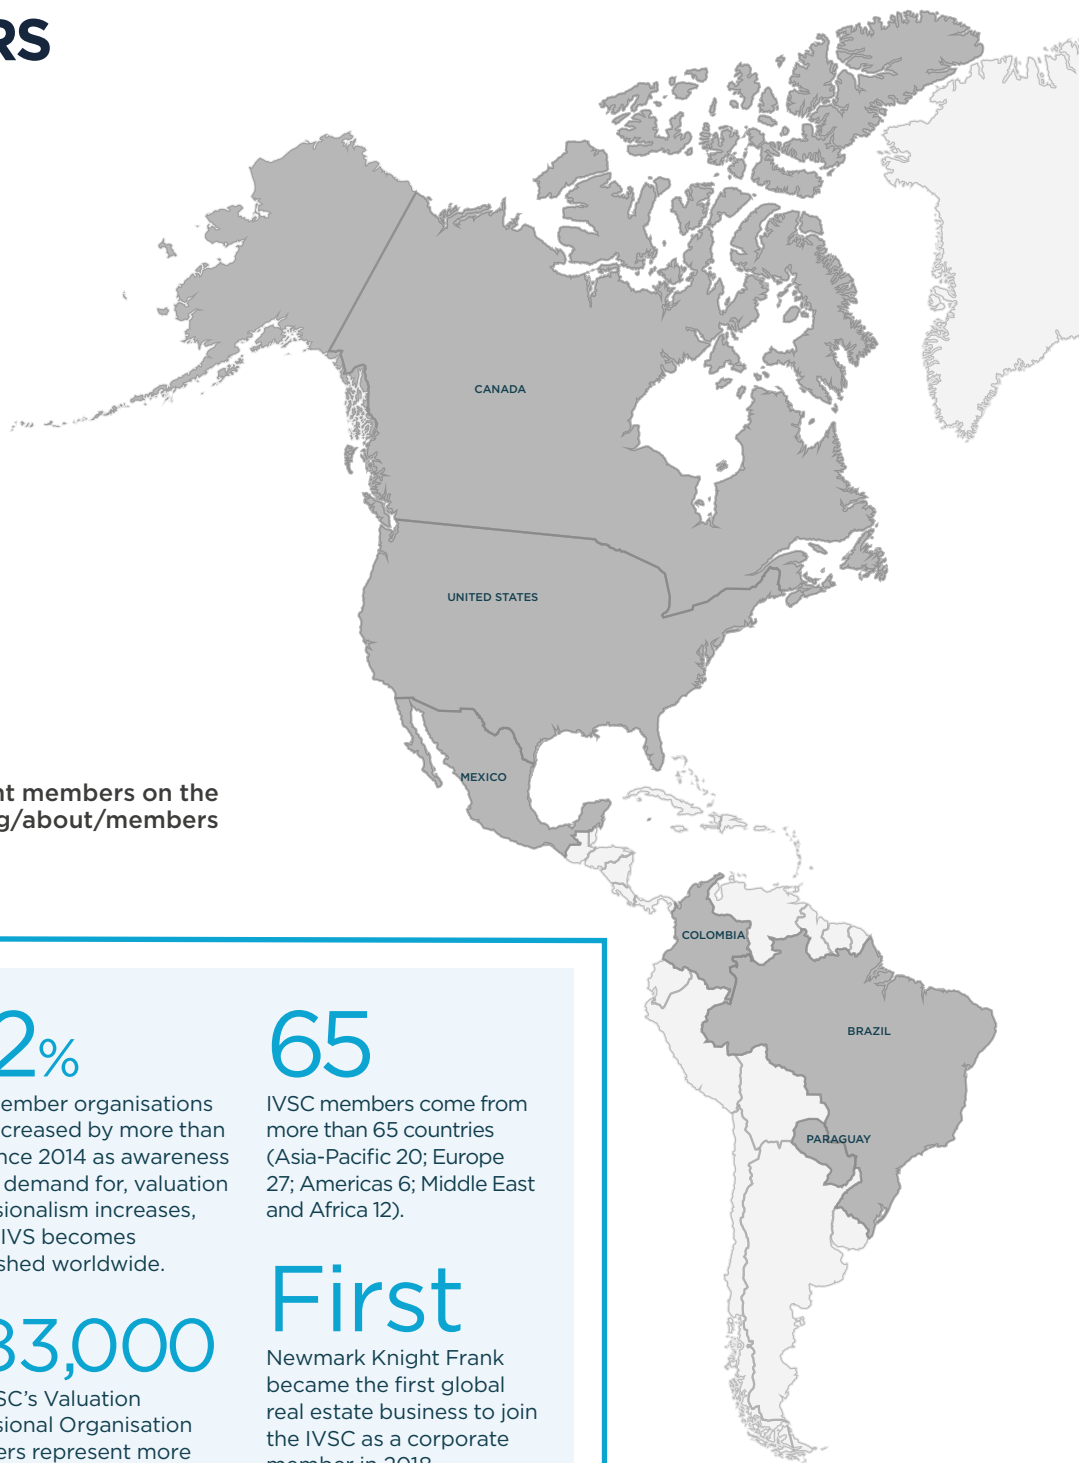 RS
CANADA
UNITED STATES
MEXICO
nt members on the
g/about/members
COLOMBIA
BRAZIL
PARAGUAY
2%
ember organisations
creased by more than
nce 2014 as awareness
demand for, valuation
sionalism increases,
IVS becomes
shed worldwide.
83,000
SC's Valuation
sional Organisation
ers represent more
65
IVSC members come from
more than 65 countries
(Asia-Pacific 20; Europe
27; Americas 6; Middle East
and Africa 12).
First
Newmark Knight Frank
became the first global
real estate business to join
the IVSC as a corporate
member in 2018